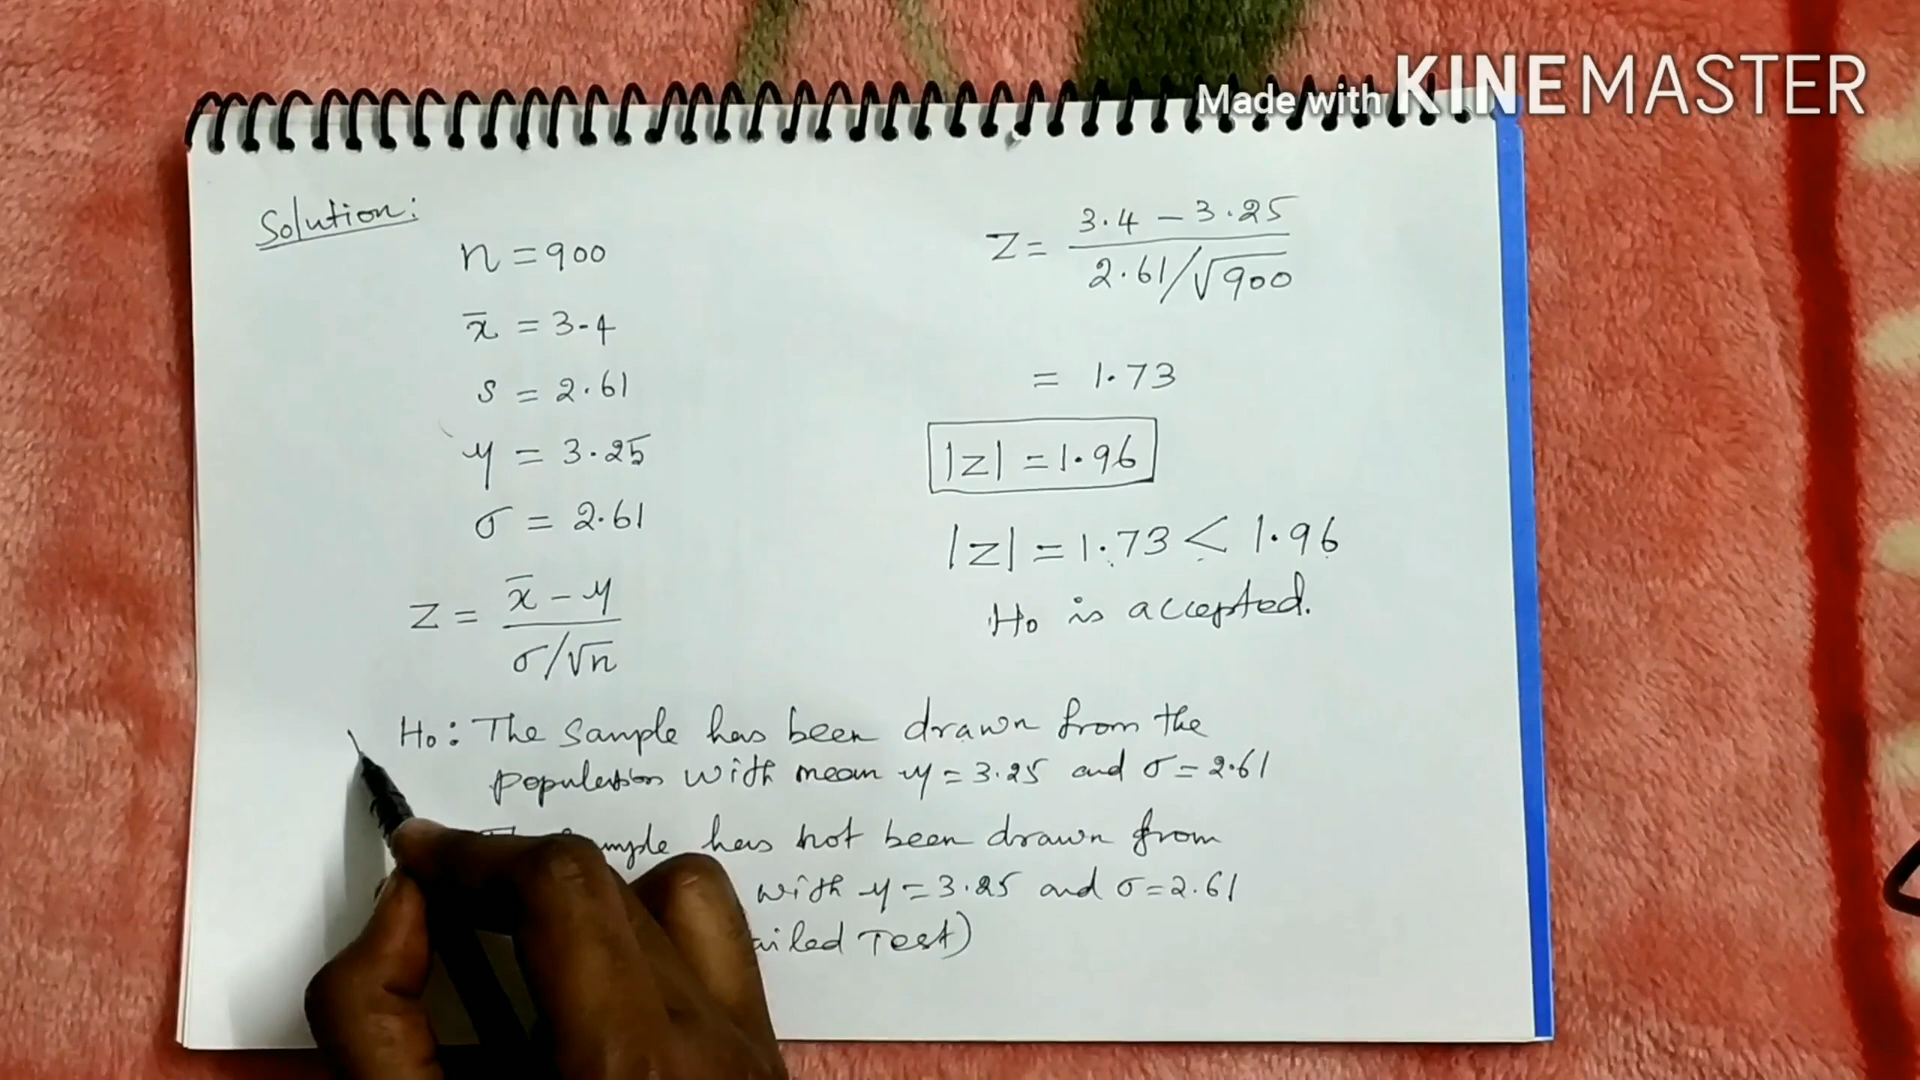 Made with KINEMASTER
Solution:
n = 900
x̄ = 3.4
s = 2.61
μ = 3.25
σ = 2.61
Z = (x̄ - μ) / (σ/√n)
Z = (3.4 - 3.25) / (2.61/√900)
= 1.73
|z| = 1.96
|z| = 1.73 < 1.96
H₀ is accepted.
H₀: The sample has been drawn from the
population with mean μ = 3.25 and σ = 2.61
has not been drawn from
with μ = 3.25 and σ = 2.61
Test)